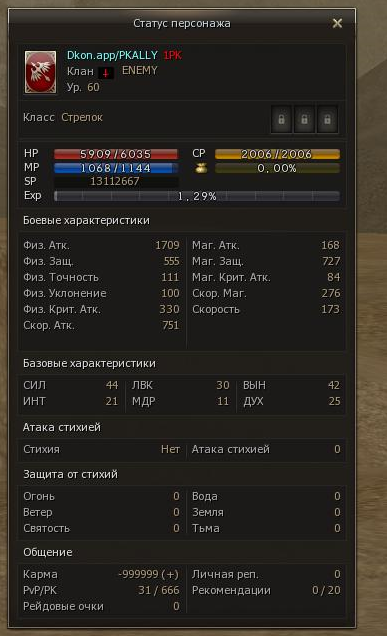 Статус персонажа
Dkon.app/PKALLY 1PK
Клан ENEMY
Ур. 60
Класс Стрелок
HP 5909/6035 CP 2006/2006
MP 1068/1144 0,00%
SP 13112667
Exp 1,29%
Боевые характеристики
Физ. Атк. 1709 Маг. Атк. 168
Физ. Защ. 555 Маг. Защ. 727
Физ. Точность 111 Маг. Крит. Атк. 84
Физ. Уклонение 100 Скор. Маг. 276
Физ. Крит. Атк. 330 Скорость 173
Скор. Атк. 751
Базовые характеристики
СИЛ 44 ЛВК 30 ВЫН 42
ИНТ 21 МДР 11 ДУХ 25
Атака стихией
Стихия Нет Атака стихией 0
Защита от стихий
Огонь 0 Вода 0
Ветер 0 Земля 0
Святость 0 Тьма 0
Общение
Карма -999999 (+) Личная реп. 0
PvP/PK 31 / 666 Рекомендации 0 / 20
Рейдовые очки 0